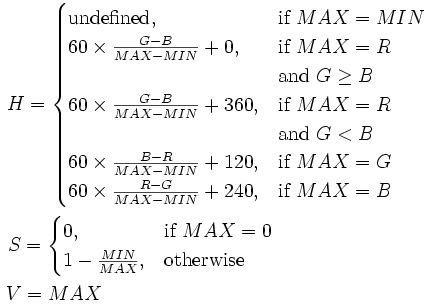 H = { undefined, if MAX = MIN
60 × (G−B)/(MAX−MIN) + 0, if MAX = R
and G ≥ B
60 × (G−B)/(MAX−MIN) + 360, if MAX = R
and G < B
60 × (B−R)/(MAX−MIN) + 120, if MAX = G
60 × (R−G)/(MAX−MIN) + 240, if MAX = B
S = { 0, if MAX = 0
1 − MIN/MAX, otherwise
V = MAX